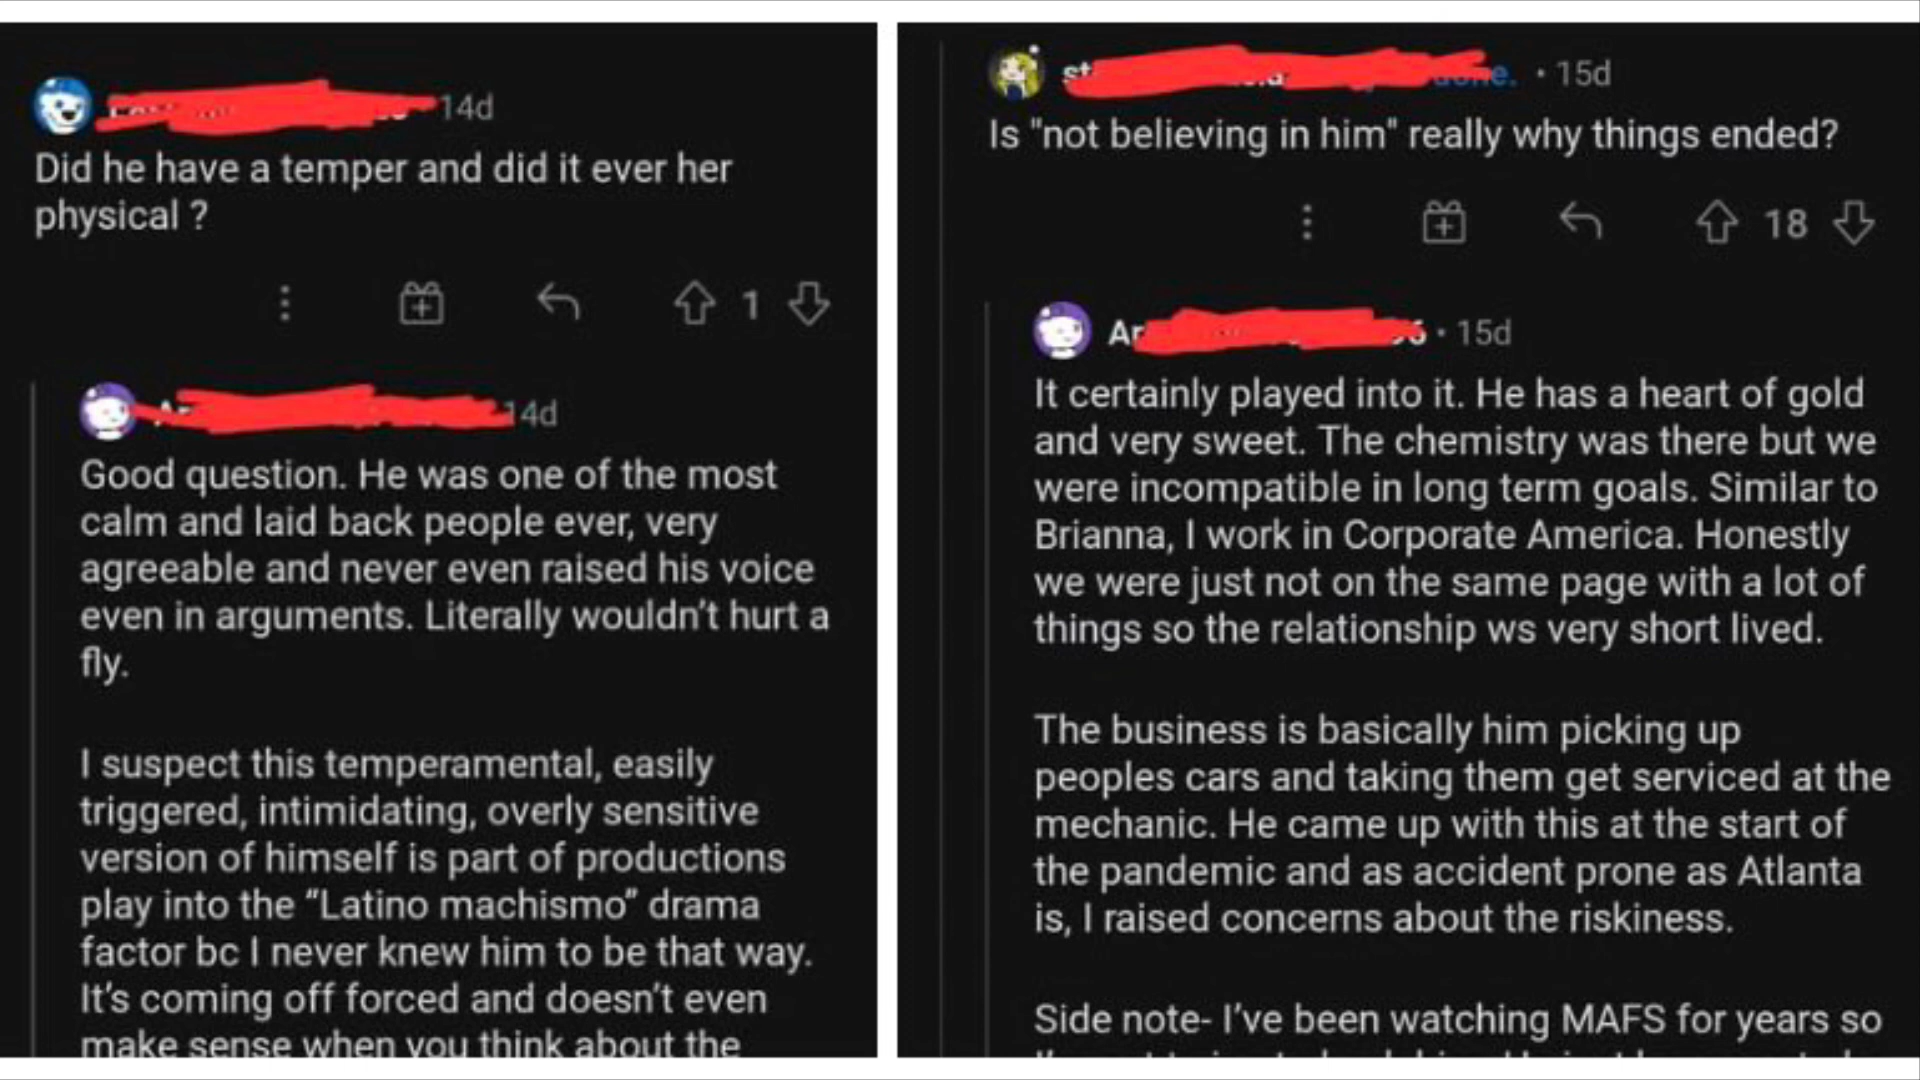 14d
Did he have a temper and did it ever her
physical ?
1
14d
Good question. He was one of the most
calm and laid back people ever, very
agreeable and never even raised his voice
even in arguments. Literally wouldn't hurt a
fly.
I suspect this temperamental, easily
triggered, intimidating, overly sensitive
version of himself is part of productions
play into the “Latino machismo” drama
factor bc I never knew him to be that way.
It's coming off forced and doesn't even
make sense when you think about the
• 15d
Is "not believing in him" really why things ended?
18
• 15d
It certainly played into it. He has a heart of gold
and very sweet. The chemistry was there but we
were incompatible in long term goals. Similar to
Brianna, I work in Corporate America. Honestly
we were just not on the same page with a lot of
things so the relationship ws very short lived.
The business is basically him picking up
peoples cars and taking them get serviced at the
mechanic. He came up with this at the start of
the pandemic and as accident prone as Atlanta
is, I raised concerns about the riskiness.
Side note- I've been watching MAFS for years so